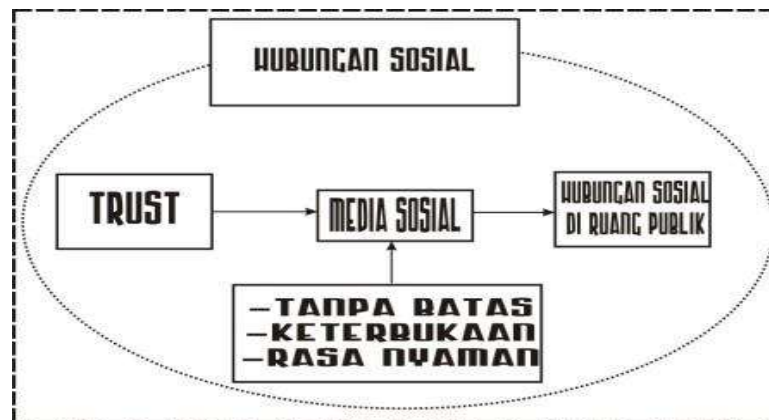 HUBUNGAN SOSIAL
TRUST
MEDIA SOSIAL
HUBUNGAN SOSIAL
DI RUANG PUBLIK
–TANPA BATAS
–KETERBUKAAN
–RASA NYAMAN